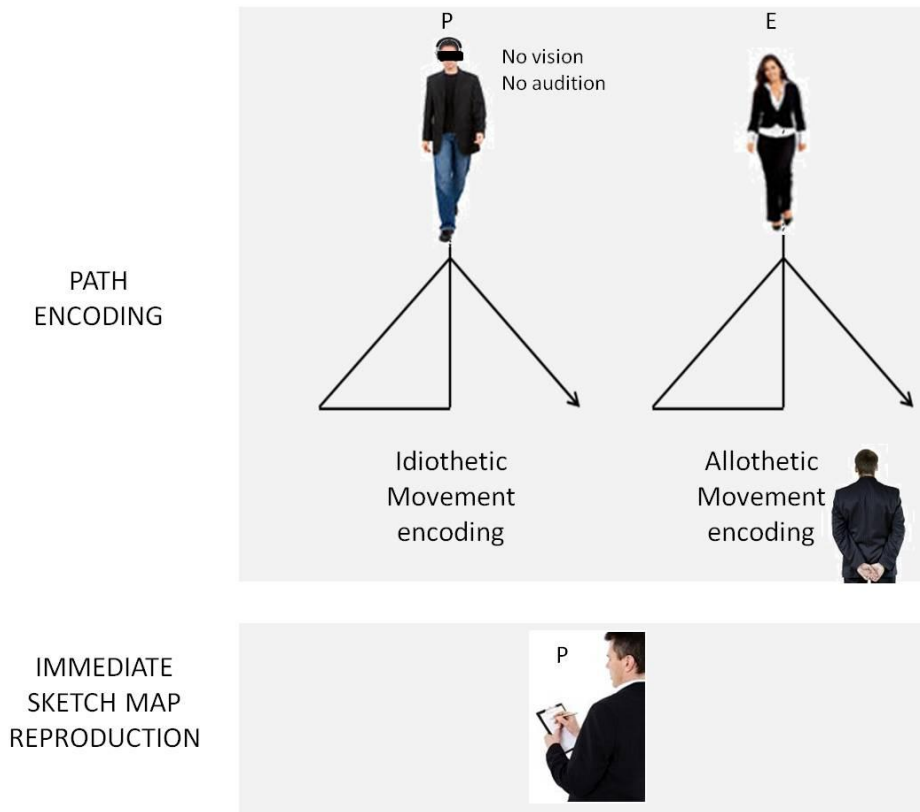 P
E
No vision
No audition
PATH
ENCODING
Idiothetic
Movement
encoding
Allothetic
Movement
encoding
IMMEDIATE
SKETCH MAP
REPRODUCTION
P